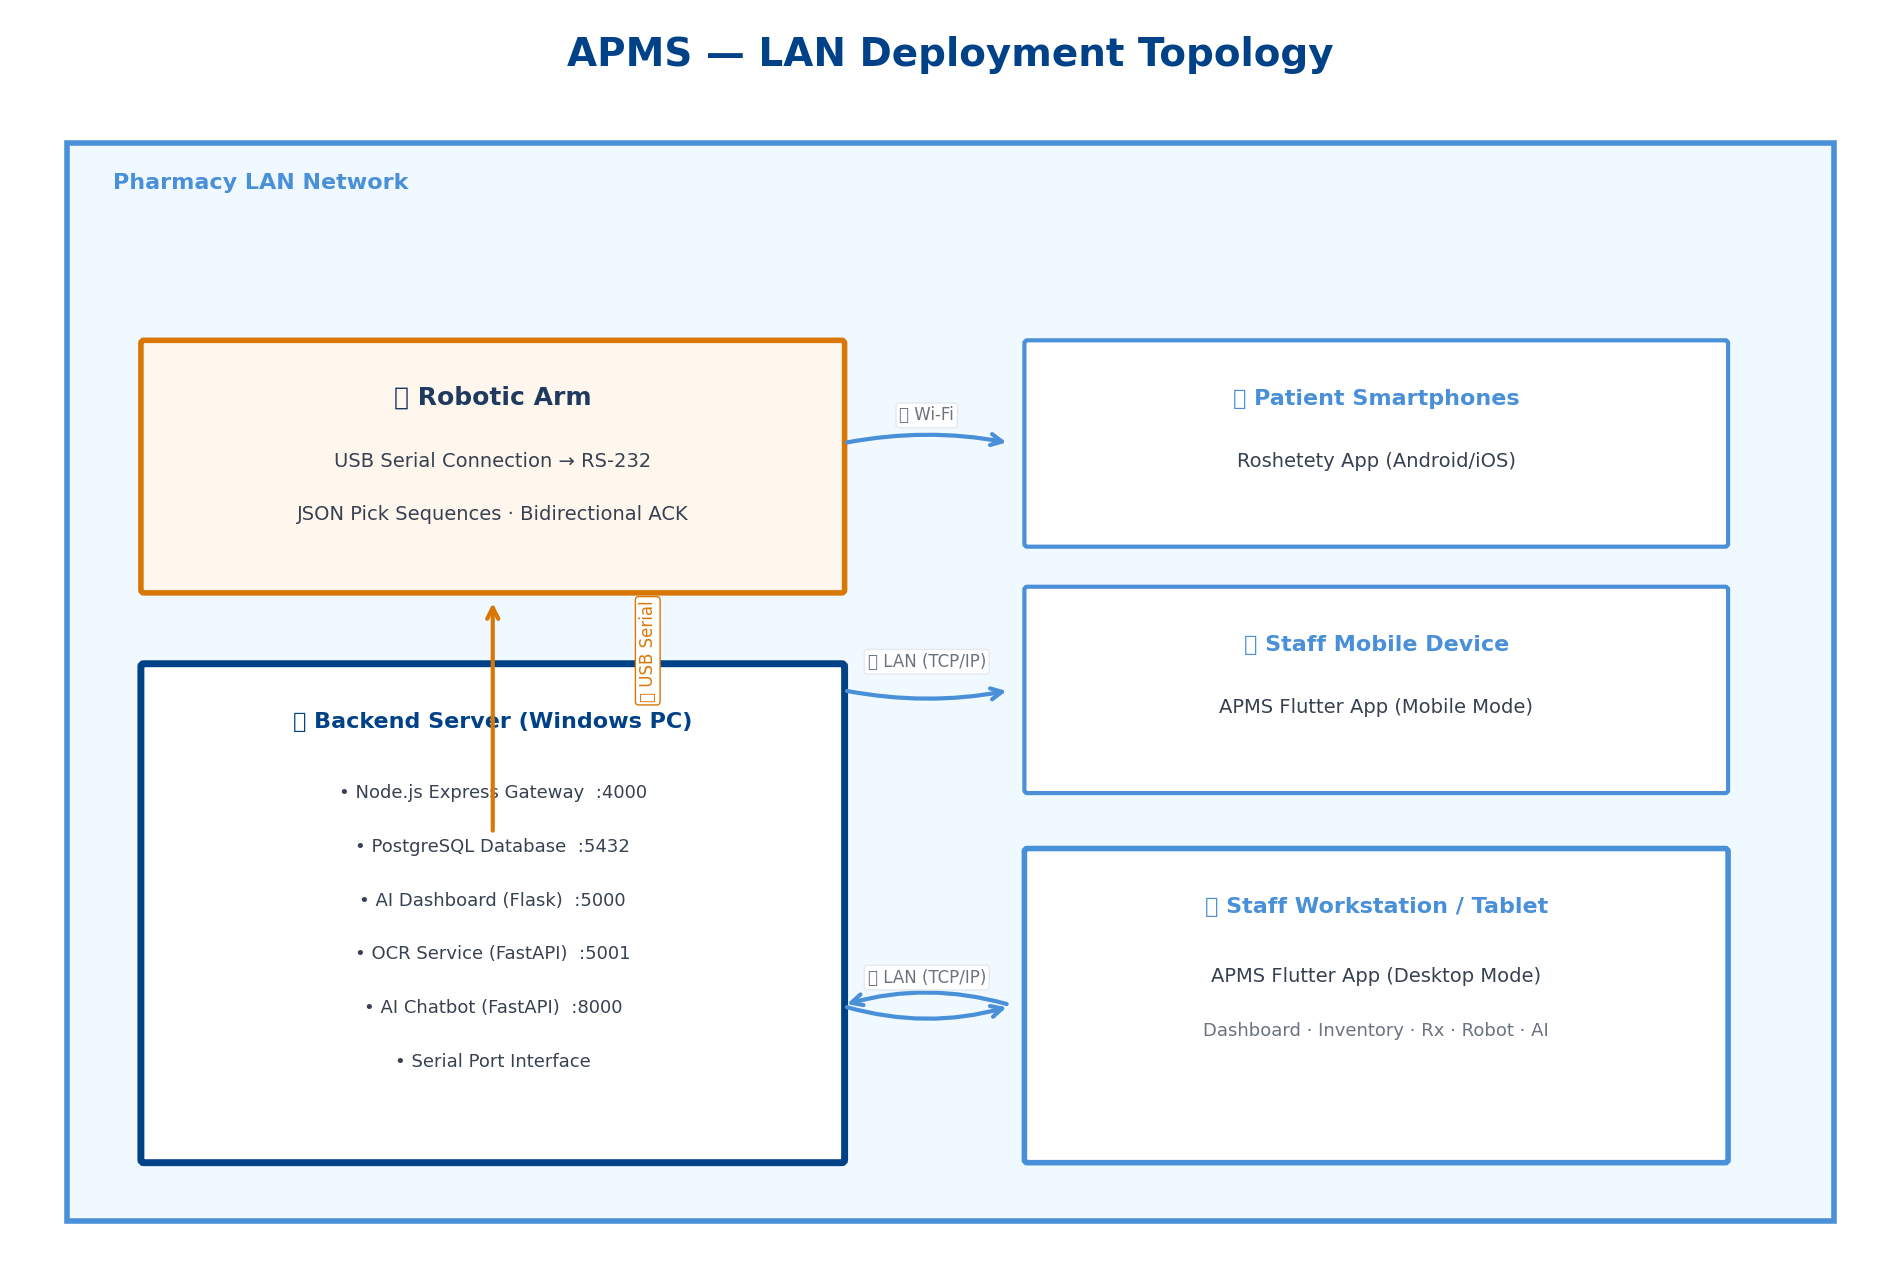 APMS — LAN Deployment Topology
Pharmacy LAN Network
Robotic Arm
USB Serial Connection → RS-232
JSON Pick Sequences · Bidirectional ACK
Wi-Fi
Patient Smartphones
Roshetety App (Android/iOS)
USB Serial
LAN (TCP/IP)
Staff Mobile Device
APMS Flutter App (Mobile Mode)
Backend Server (Windows PC)
• Node.js Express Gateway :4000
• PostgreSQL Database :5432
• AI Dashboard (Flask) :5000
• OCR Service (FastAPI) :5001
• AI Chatbot (FastAPI) :8000
• Serial Port Interface
LAN (TCP/IP)
Staff Workstation / Tablet
APMS Flutter App (Desktop Mode)
Dashboard · Inventory · Rx · Robot · AI